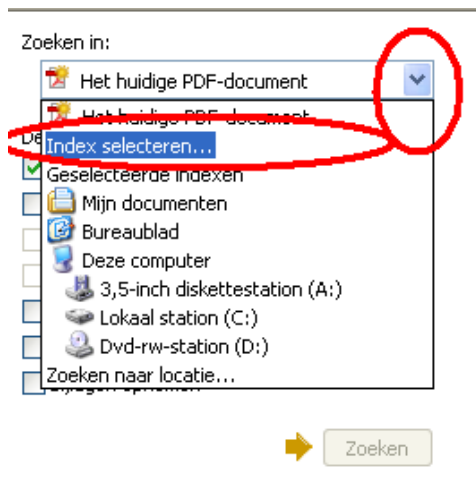 Zoeken in:
Het huidige PDF-document
Het huidige PDF-document
De
Index selecteren...
Geselecteerde indexen
Mijn documenten
Bureaublad
Deze computer
3,5-inch diskettestation (A:)
Lokaal station (C:)
Dvd-rw-station (D:)
Zoeken naar locatie...
Zoeken